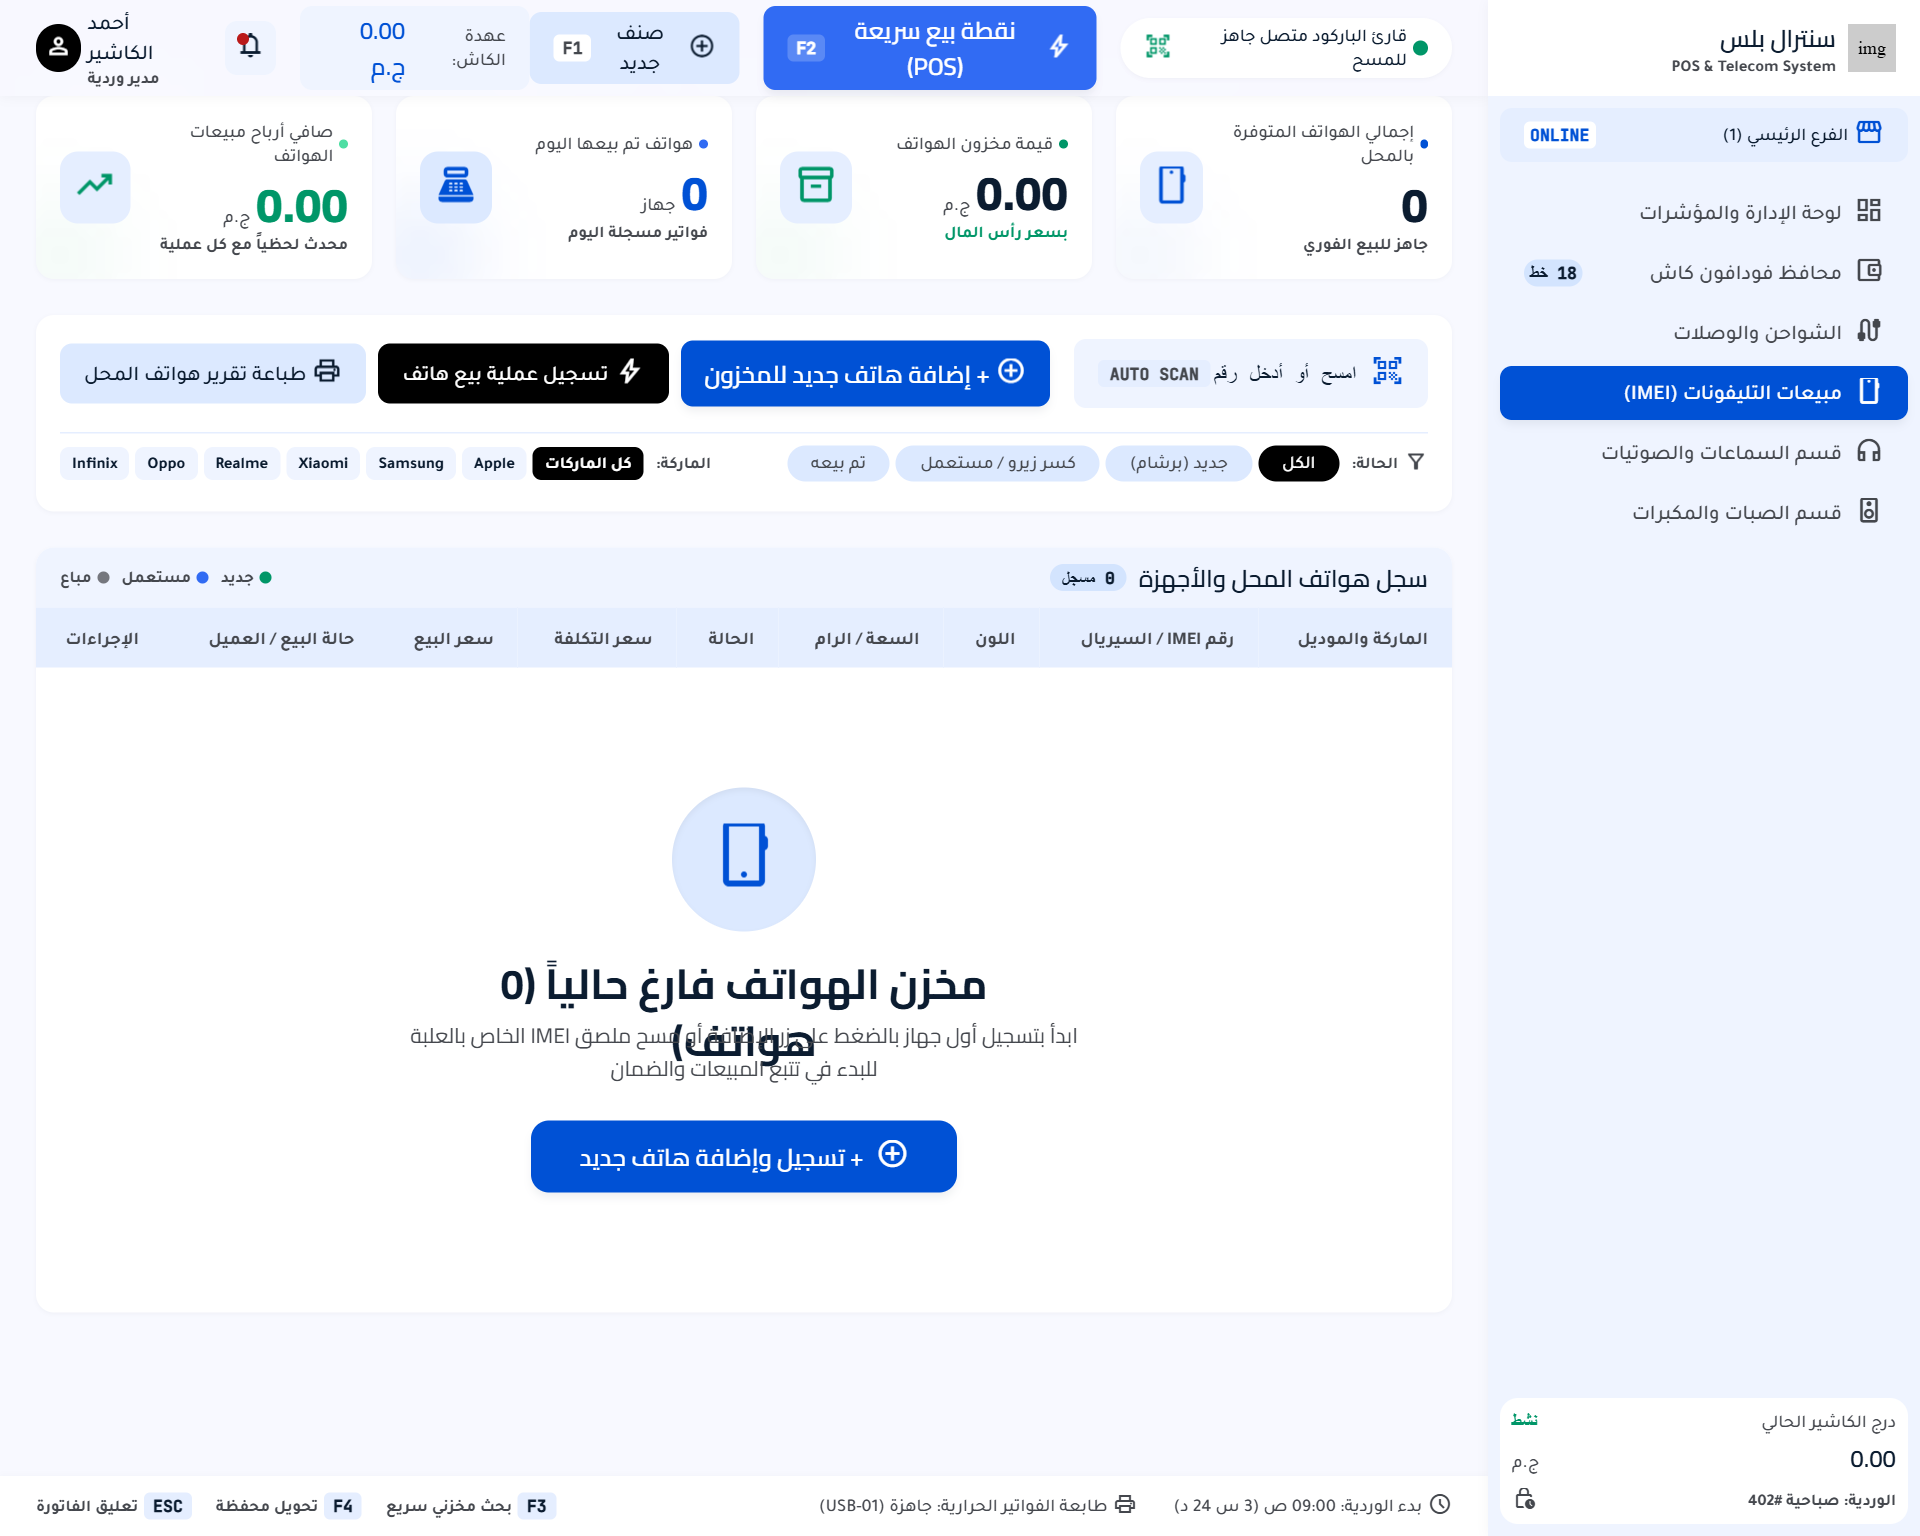 img
سنترال بلس
POS & Telecom System
الفرع الرئيسي (1)
ONLINE
لوحة الإدارة والمؤشرات
محافظ فودافون كاش
18 خط
الشواحن والوصلات
مبيعات التليفونات (IMEI)
قسم السماعات والصوتيات
قسم الصبات والمكبرات
درج الكاشير الحالي
نشط
0.00
ج.م
الوردية: صباحية #402
قارئ الباركود متصل جاهز
للمسح
نقطة بيع سريعة
(POS)
F2
صنف
جديد
F1
عهدة
الكاش:
0.00
ج.م
أحمد
الكاشير
مدير وردية
إجمالي الهواتف المتوفرة
بالمحل
0
جاهز للبيع الفوري
قيمة مخزون الهواتف
0.00 ج.م
بسعر رأس المال
هواتف تم بيعها اليوم
0 جهاز
فواتير مسجلة اليوم
صافي أرباح مبيعات
الهواتف
0.00 ج.م
محدث لحظياً مع كل عملية
امسح أو أدخل رقم
AUTO SCAN
+ إضافة هاتف جديد للمخزون
تسجيل عملية بيع هاتف
طباعة تقرير هواتف المحل
الحالة:
الكل
جديد (برشام)
كسر زيرو / مستعمل
تم بيعه
الماركة:
كل الماركات
Apple
Samsung
Xiaomi
Realme
Oppo
Infinix
سجل هواتف المحل والأجهزة
0 مسجل
جديد
مستعمل
مباع
الماركة والموديل
رقم IMEI / السيريال
اللون
السعة / الرام
الحالة
سعر التكلفة
سعر البيع
حالة البيع / العميل
الإجراءات
مخزن الهواتف فارغ حالياً (0
هواتف)
ابدأ بتسجيل أول جهاز بالضغط على زر الإضافة أو مسح ملصق IMEI الخاص بالعلبة
للبدء في تتبع المبيعات والضمان
+ تسجيل وإضافة هاتف جديد
بدء الوردية: 09:00 ص (3 س 24 د)
طابعة الفواتير الحرارية: جاهزة (USB-01)
F3
بحث مخزني سريع
F4
تحويل محفظة
ESC
تعليق الفاتورة